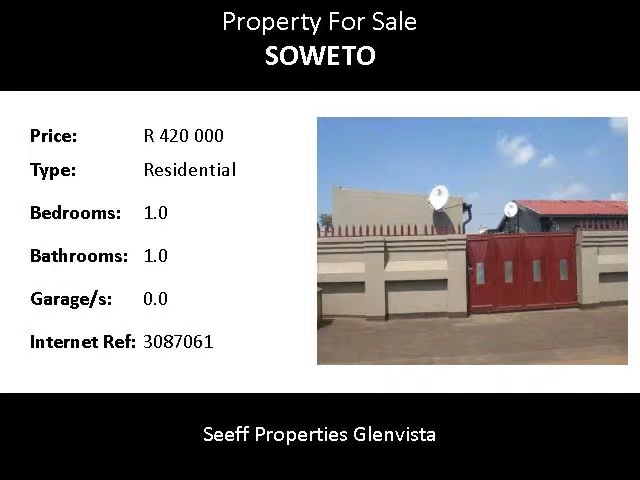 Property For Sale
SOWETO
Price: R 420 000
Type: Residential
Bedrooms: 1.0
Bathrooms: 1.0
Garage/s: 0.0
Internet Ref: 3087061
Seeff Properties Glenvista